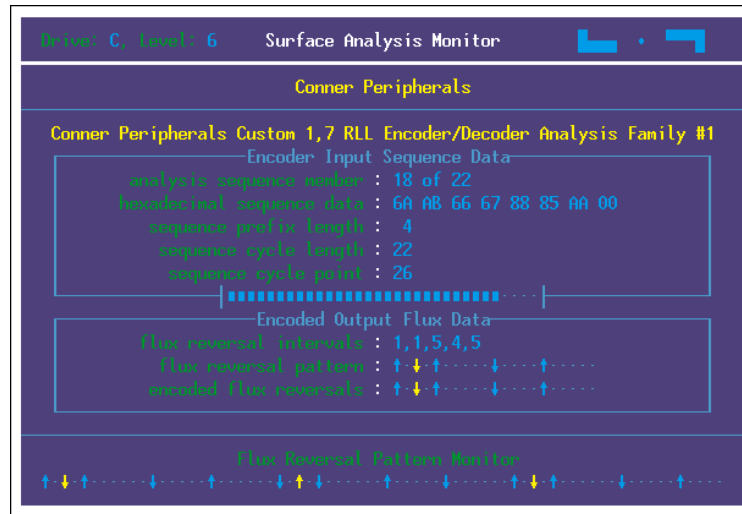 Drive: C, Level: 6 Surface Analysis Monitor
Conner Peripherals
Conner Peripherals Custom 1,7 RLL Encoder/Decoder Analysis Family #1
Encoder Input Sequence Data
analysis sequence member : 18 of 22
hexadecimal sequence data : 6A AB 66 67 88 85 AA 00
sequence prefix length : 4
sequence cycle length : 22
sequence cycle point : 26
Encoded Output Flux Data
flux reversal intervals : 1,1,5,4,5
flux reversal pattern :
encoded flux reversals :
Flux Reversal Pattern Monitor